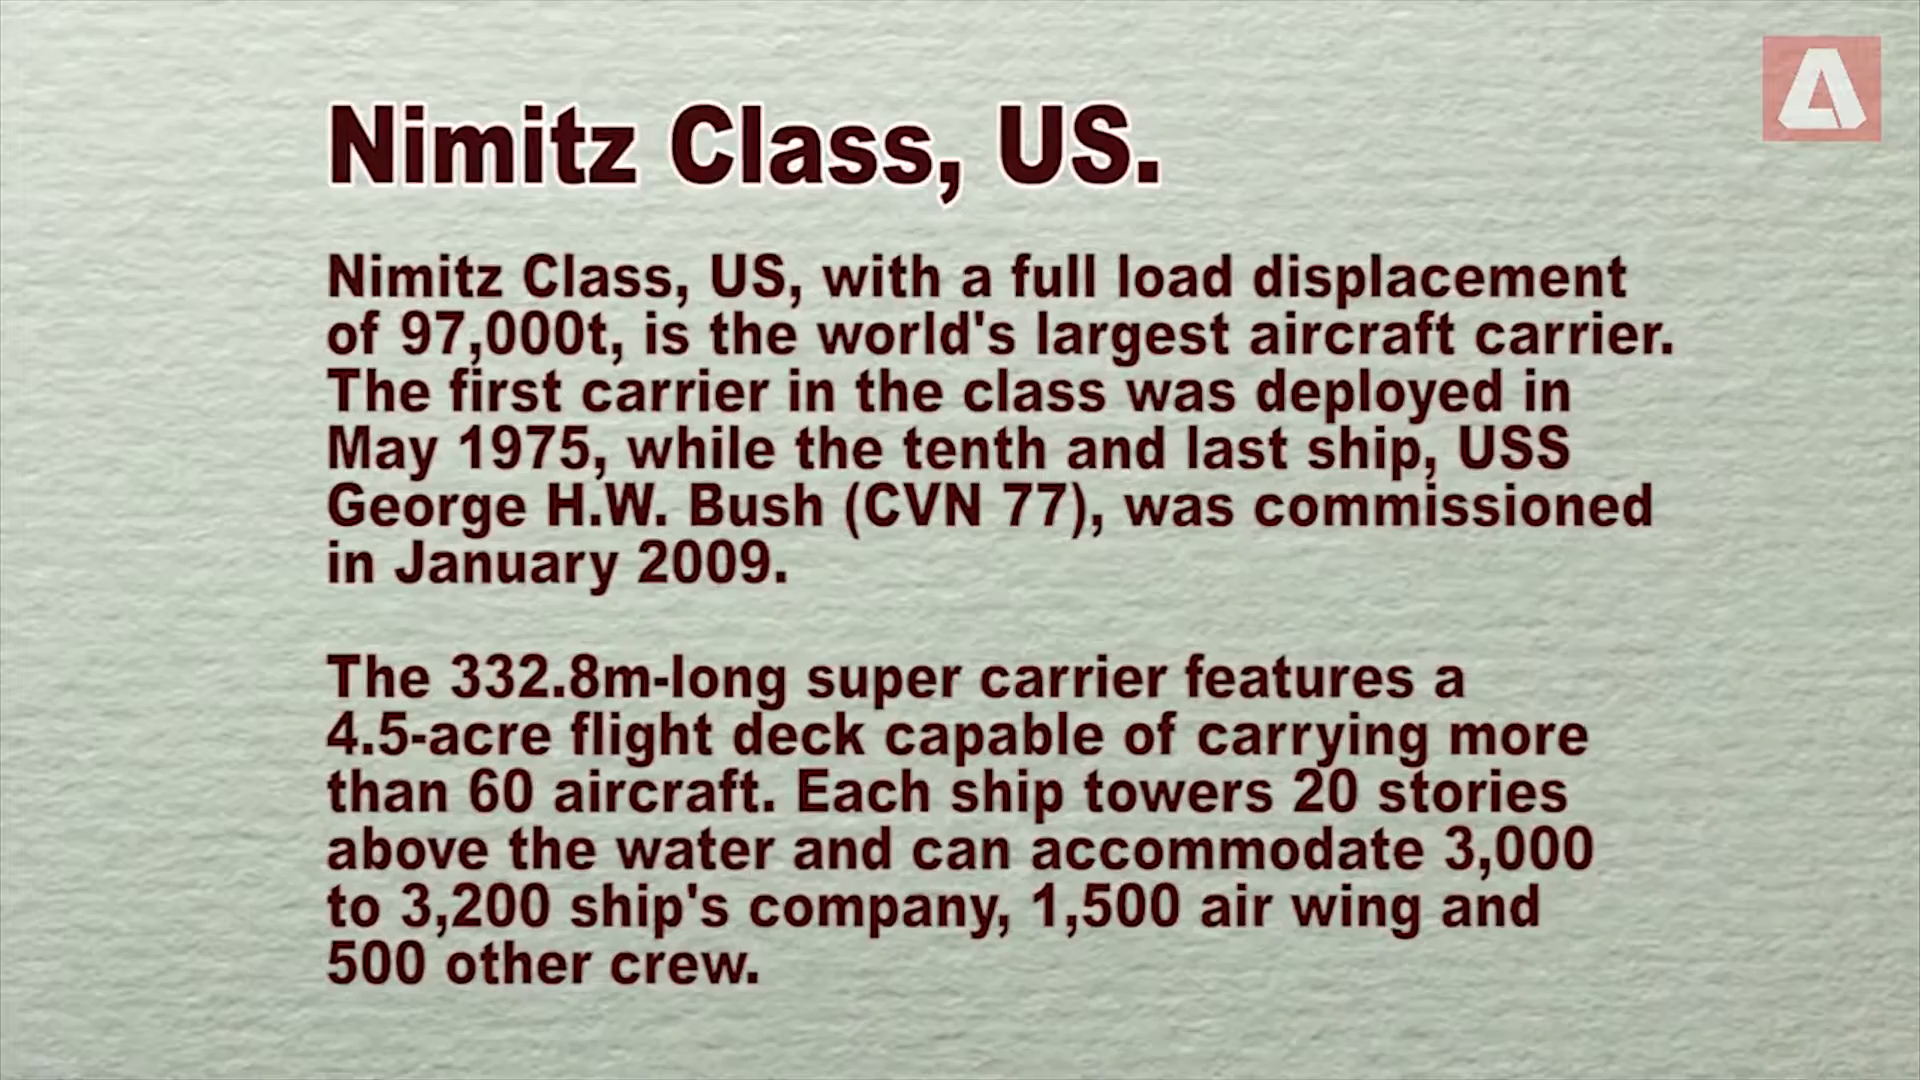 Nimitz Class, US.
Nimitz Class, US, with a full load displacement
of 97,000t, is the world's largest aircraft carrier.
The first carrier in the class was deployed in
May 1975, while the tenth and last ship, USS
George H.W. Bush (CVN 77), was commissioned
in January 2009.
The 332.8m-long super carrier features a
4.5-acre flight deck capable of carrying more
than 60 aircraft. Each ship towers 20 stories
above the water and can accommodate 3,000
to 3,200 ship's company, 1,500 air wing and
500 other crew.